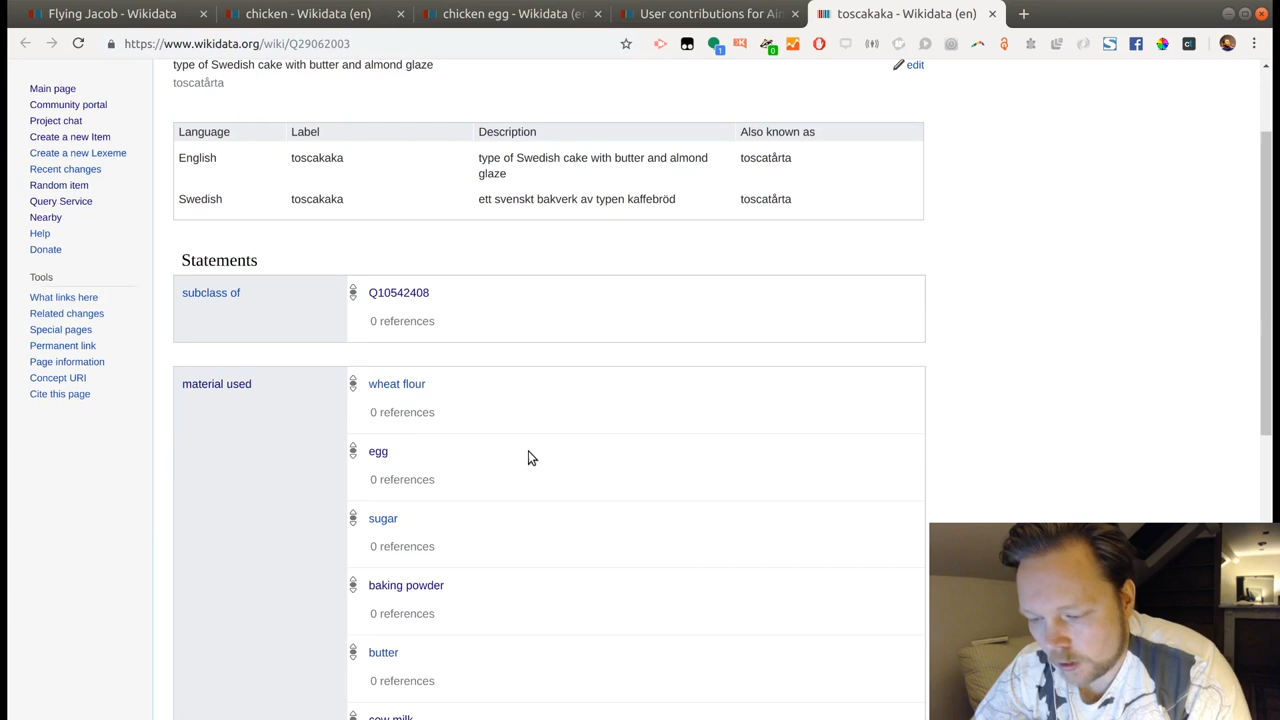 Flying Jacob - Wikidata
chicken - Wikidata (en)
chicken egg - Wikidata (en
User contributions for Ain
toscakaka - Wikidata (en)
https://www.wikidata.org/wiki/Q29062003
type of Swedish cake with butter and almond glaze
edit
toscatårta
Main page
Community portal
Project chat
Create a new Item
Create a new Lexeme
Recent changes
Random item
Query Service
Nearby
Help
Donate
Tools
What links here
Related changes
Special pages
Permanent link
Page information
Concept URI
Cite this page
Language Label Description Also known as
English toscakaka type of Swedish cake with butter and almond toscatårta
glaze
Swedish toscakaka ett svenskt bakverk av typen kaffebröd toscatårta
Statements
subclass of Q10542408
0 references
material used wheat flour
0 references
egg
0 references
sugar
0 references
baking powder
0 references
butter
0 references
cow milk